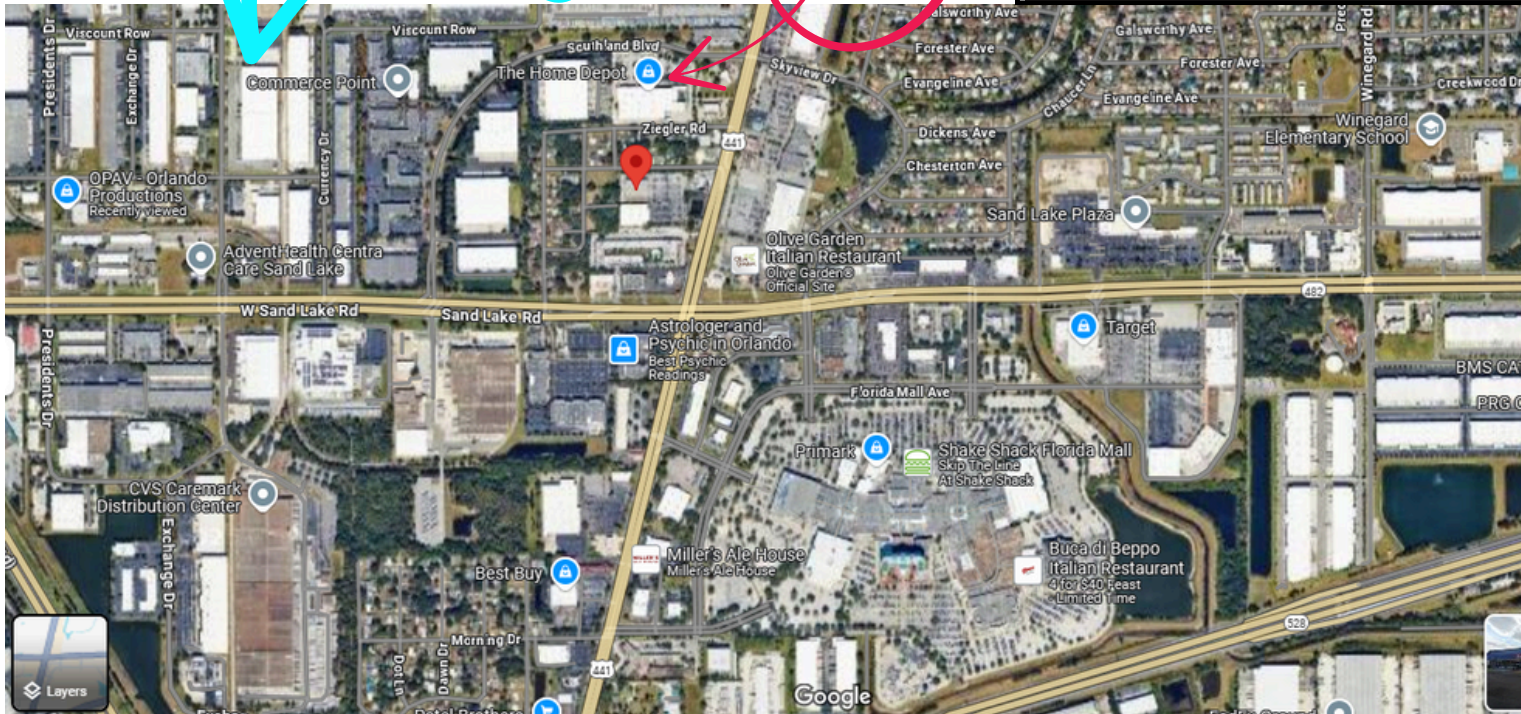 Viscount Row
Viscount Row
Presidents Dr
Exchange Dr
Commerce Point
Southland Blvd
The Home Depot
Skyview Dr
Galsworthy Ave
Forester Ave
Evangeline Ave
Chaucer Ln
Galsworthy Ave
Forester Ave
Evangeline Ave
Winegard Rd
Creekwood Dr
Ziegler Rd
441
Dickens Ave
Chesterton Ave
Winegard
Elementary School
Currency Dr
OPAV - Orlando
Productions
Recently viewed
Sand Lake Plaza
AdventHealth Centra
Care Sand Lake
Olive Garden
Italian Restaurant
Olive Garden®
Official Site
482
W Sand Lake Rd
Sand Lake Rd
Astrologer and
Psychic in Orlando
Best Psychic
Readings
Target
Presidents Dr
Florida Mall Ave
BMS CA
PRG
Primark
Shake Shack Florida Mall
Skip The Line
At Shake Shack
CVS Caremark
Distribution Center
Exchange Dr
MILLER'S
Miller's Ale House
Miller's Ale House
Best Buy
Buca di Beppo
Italian Restaurant
4 for $40 Feast
- Limited Time
528
Morning Dr
Dot Ln
Dawn Dr
441
Layers
Google